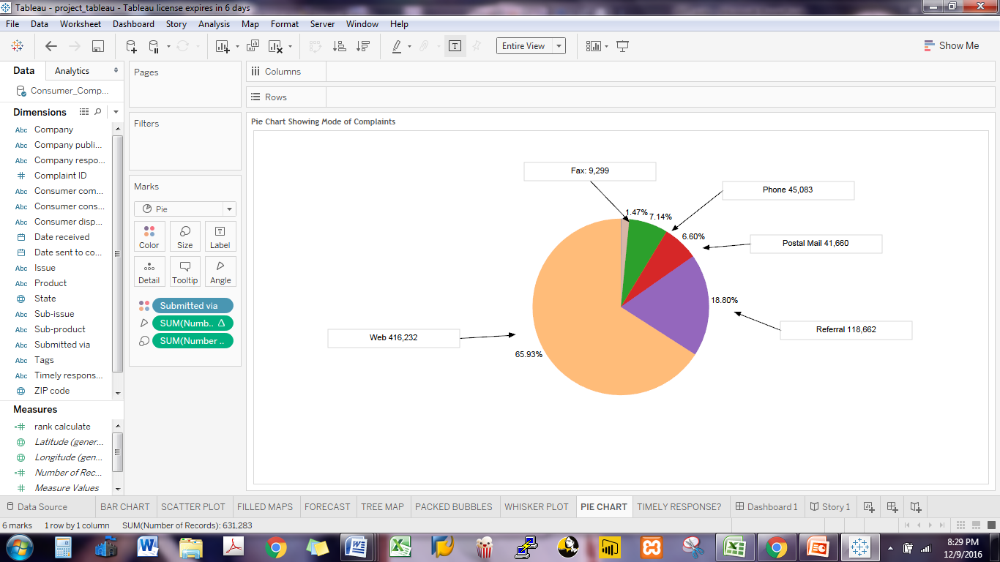 Tableau - project_tableau - Tableau license expires in 6 days
File Data Worksheet Dashboard Story Analysis Map Format Server Window Help
Entire View
Show Me
Data Analytics
Consumer_Comp...
Dimensions
Abc Company
Abc Company publi...
Abc Company respo...
# Complaint ID
Abc Consumer com...
Abc Consumer cons...
Abc Consumer disp...
Date received
Date sent to co...
Abc Issue
Abc Product
State
Abc Sub-issue
Abc Sub-product
Abc Submitted via
Abc Tags
Abc Timely respons...
ZIP code
Measures
=# rank calculate
Latitude (gener...
Longitude (gen...
=# Number of Rec...
# Measure Values
Pages
Filters
Marks
Pie
Color Size Label
Detail Tooltip Angle
Submitted via
SUM(Numb.. Δ
SUM(Number ..
Columns
Rows
Pie Chart Showing Mode of Complaints
Fax: 9,299
Phone 45,083
1.47%
7.14%
6.60%
Postal Mail 41,660
18.80%
Referral 118,662
Web 416,232
65.93%
Data Source BAR CHART SCATTER PLOT FILLED MAPS FORECAST TREE MAP PACKED BUBBLES WHISKER PLOT PIE CHART TIMELY RESPONSE? Dashboard 1 Story 1
6 marks 1 row by 1 column SUM(Number of Records): 631,283
8:29 PM
12/9/2016